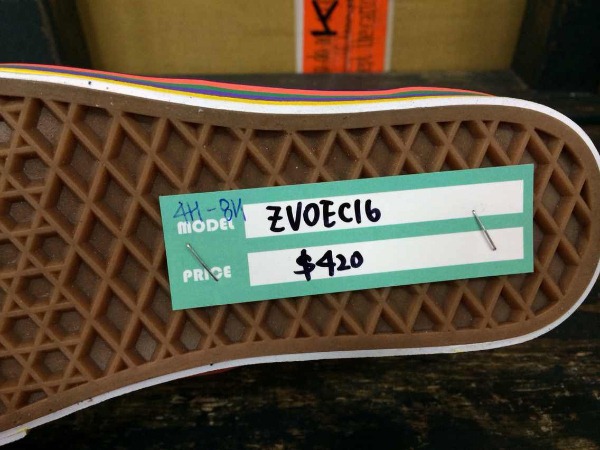 K
4H-8H
MODEL ZVOEC16
PRICE $420